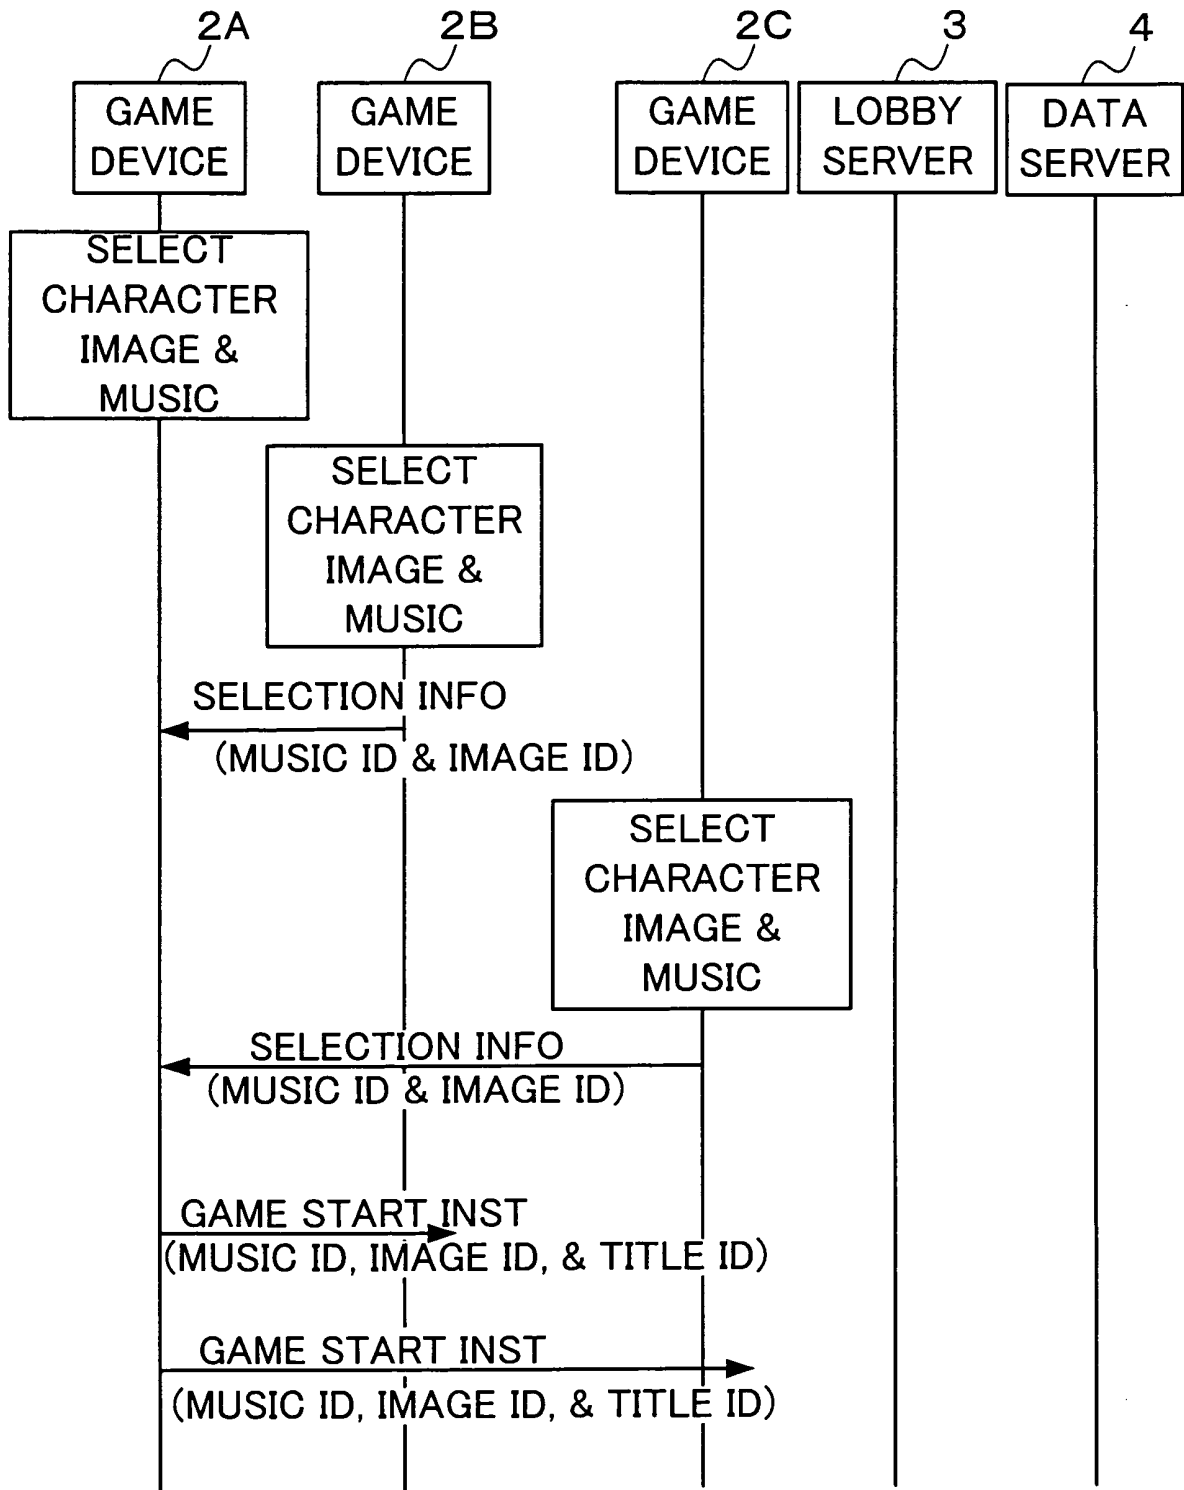 2A
2B
2C
3
4
GAME
DEVICE
GAME
DEVICE
GAME
DEVICE
LOBBY
SERVER
DATA
SERVER
SELECT
CHARACTER
IMAGE &
MUSIC
SELECT
CHARACTER
IMAGE &
MUSIC
SELECTION INFO
(MUSIC ID & IMAGE ID)
SELECT
CHARACTER
IMAGE &
MUSIC
SELECTION INFO
(MUSIC ID & IMAGE ID)
GAME START INST
(MUSIC ID, IMAGE ID, & TITLE ID)
GAME START INST
(MUSIC ID, IMAGE ID, & TITLE ID)